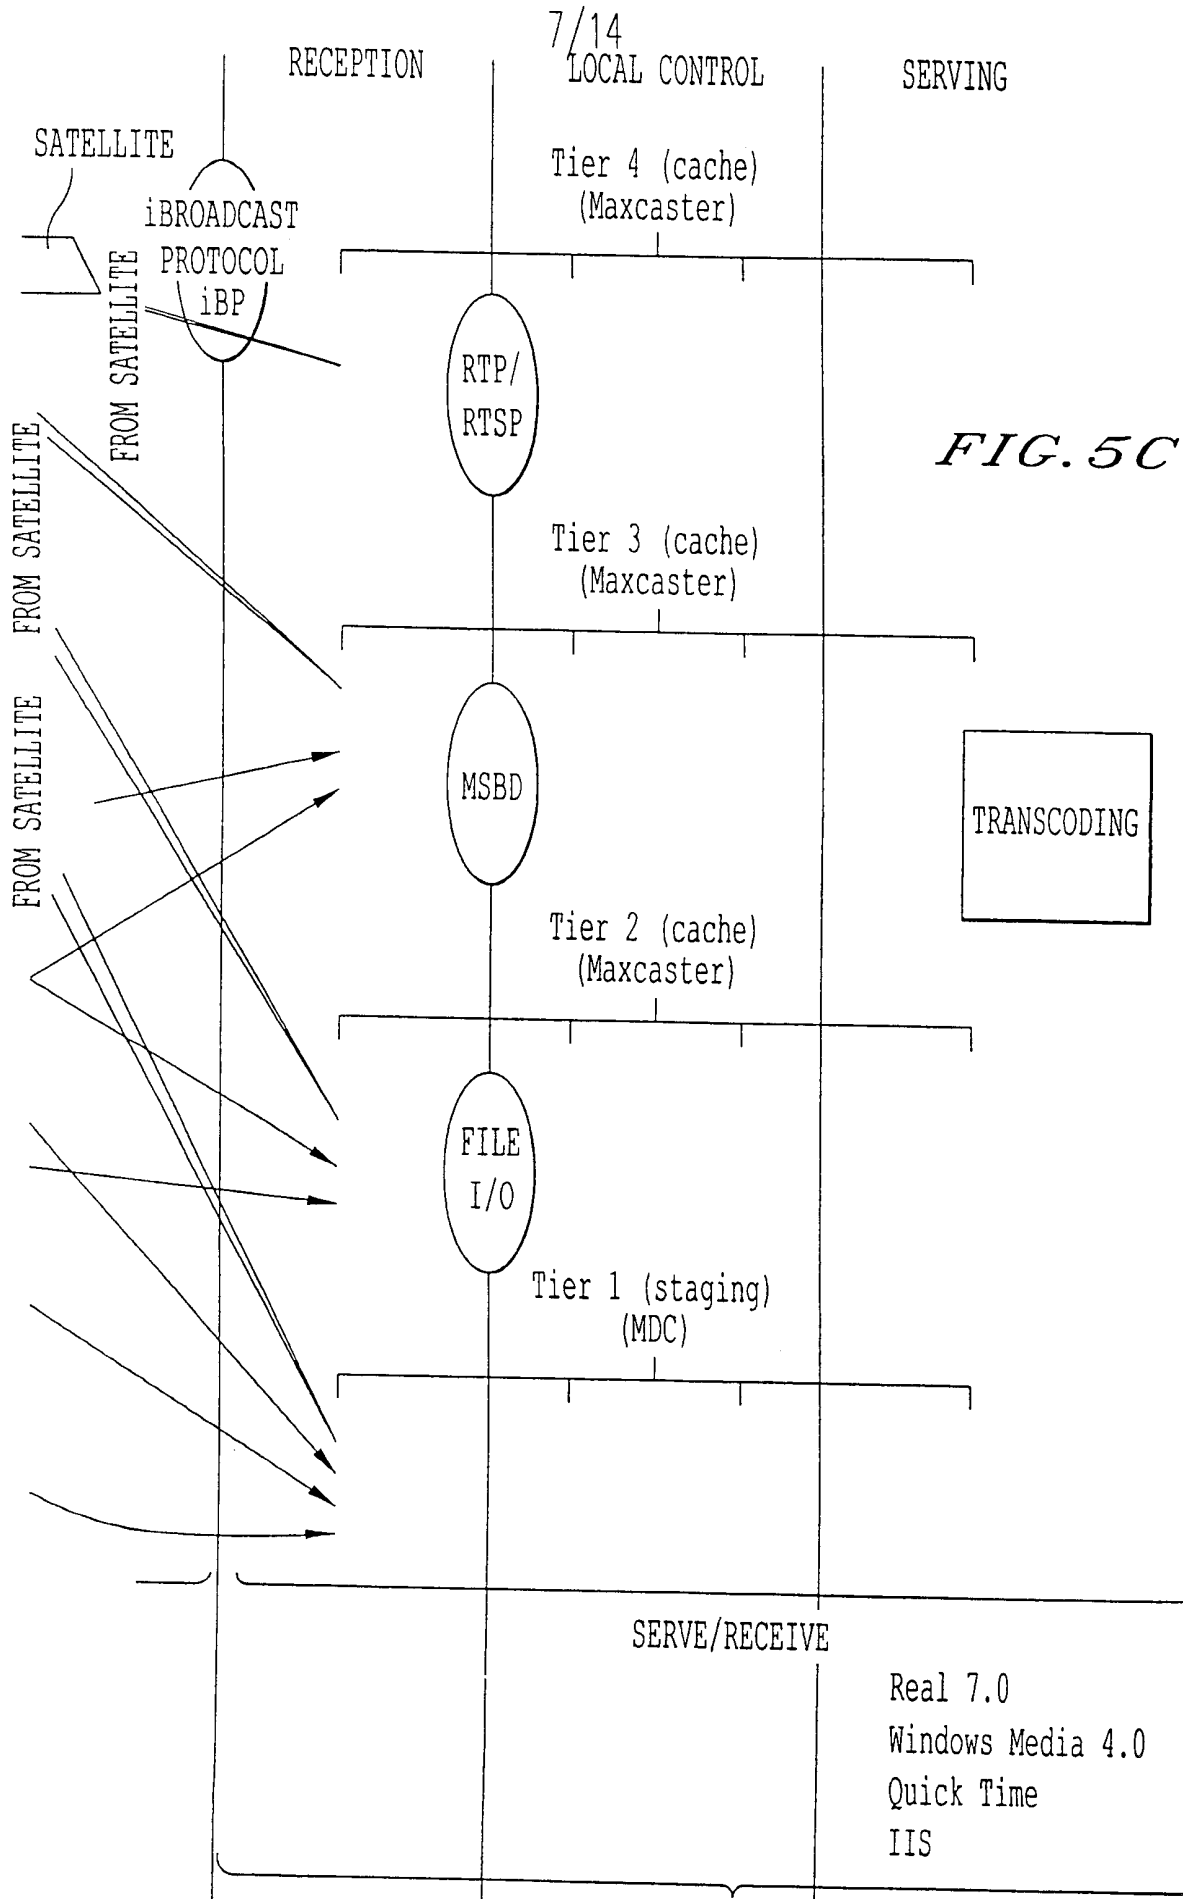 7/14
RECEPTION
LOCAL CONTROL
SERVING
SATELLITE
iBROADCAST
PROTOCOL
iBP
Tier 4 (cache)
(Maxcaster)
FROM SATELLITE
RTP/
RTSP
FIG. 5C
FROM SATELLITE
Tier 3 (cache)
(Maxcaster)
FROM SATELLITE
MSBD
TRANSCODING
Tier 2 (cache)
(Maxcaster)
FILE
I/O
Tier 1 (staging)
(MDC)
SERVE/RECEIVE
Real 7.0
Windows Media 4.0
Quick Time
IIS